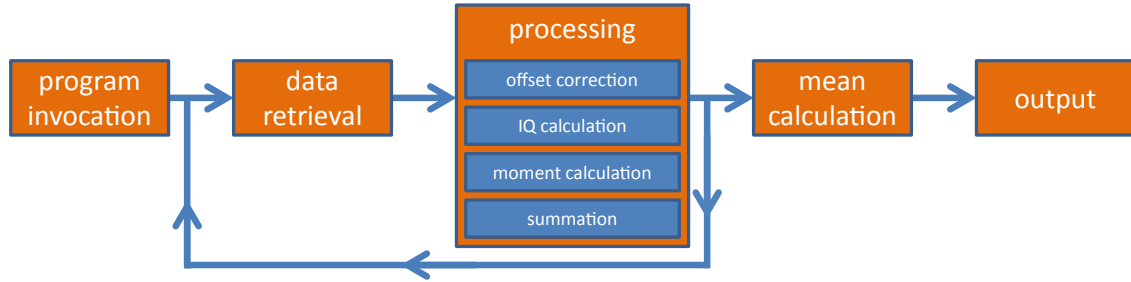 program
invocation
data
retrieval
processing
offset correction
IQ calculation
moment calculation
summation
mean
calculation
output